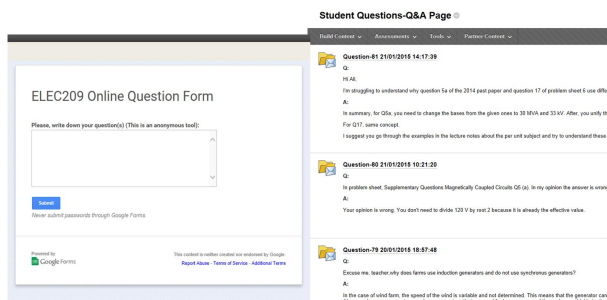 ELEC209 Online Question Form
Please, write down your question(s) (This is an anonymous tool):
Submit
Never submit passwords through Google Forms.
Powered by
Google Forms
This content is neither created nor endorsed by Google.
Report Abuse - Terms of Service - Additional Terms
Student Questions-Q&A Page
Build Content
Assessments
Tools
Partner Content
Question-81 21/01/2015 14:17:39
Q:
Hi All,
I'm struggling to understand why question 5a of the 2014 past paper and question 17 of problem sheet 6 use diffe
A:
In summary, for Q5a, you need to change the bases from the given ones to 30 MVA and 33 kV. After, you unify th
For Q17, same concept.
I suggest you go through the examples in the lecture notes about the per unit subject and try to understand these.
Question-80 21/01/2015 10:21:20
Q:
In problem sheet, Supplementary Questions Magnetically Coupled Circuits Q5 (a). In my opinion the answer is wron
A:
Your opinion is wrong. You don't need to divide 120 V by root 2 because it is already the effective value.
Question-79 20/01/2015 18:57:48
Q:
Excuse me, teacher.why does farms use induction generators and do not use synchronus generators?
A:
In the case of wind farm, the speed of the wind is variable and not determined. This means that the generator can